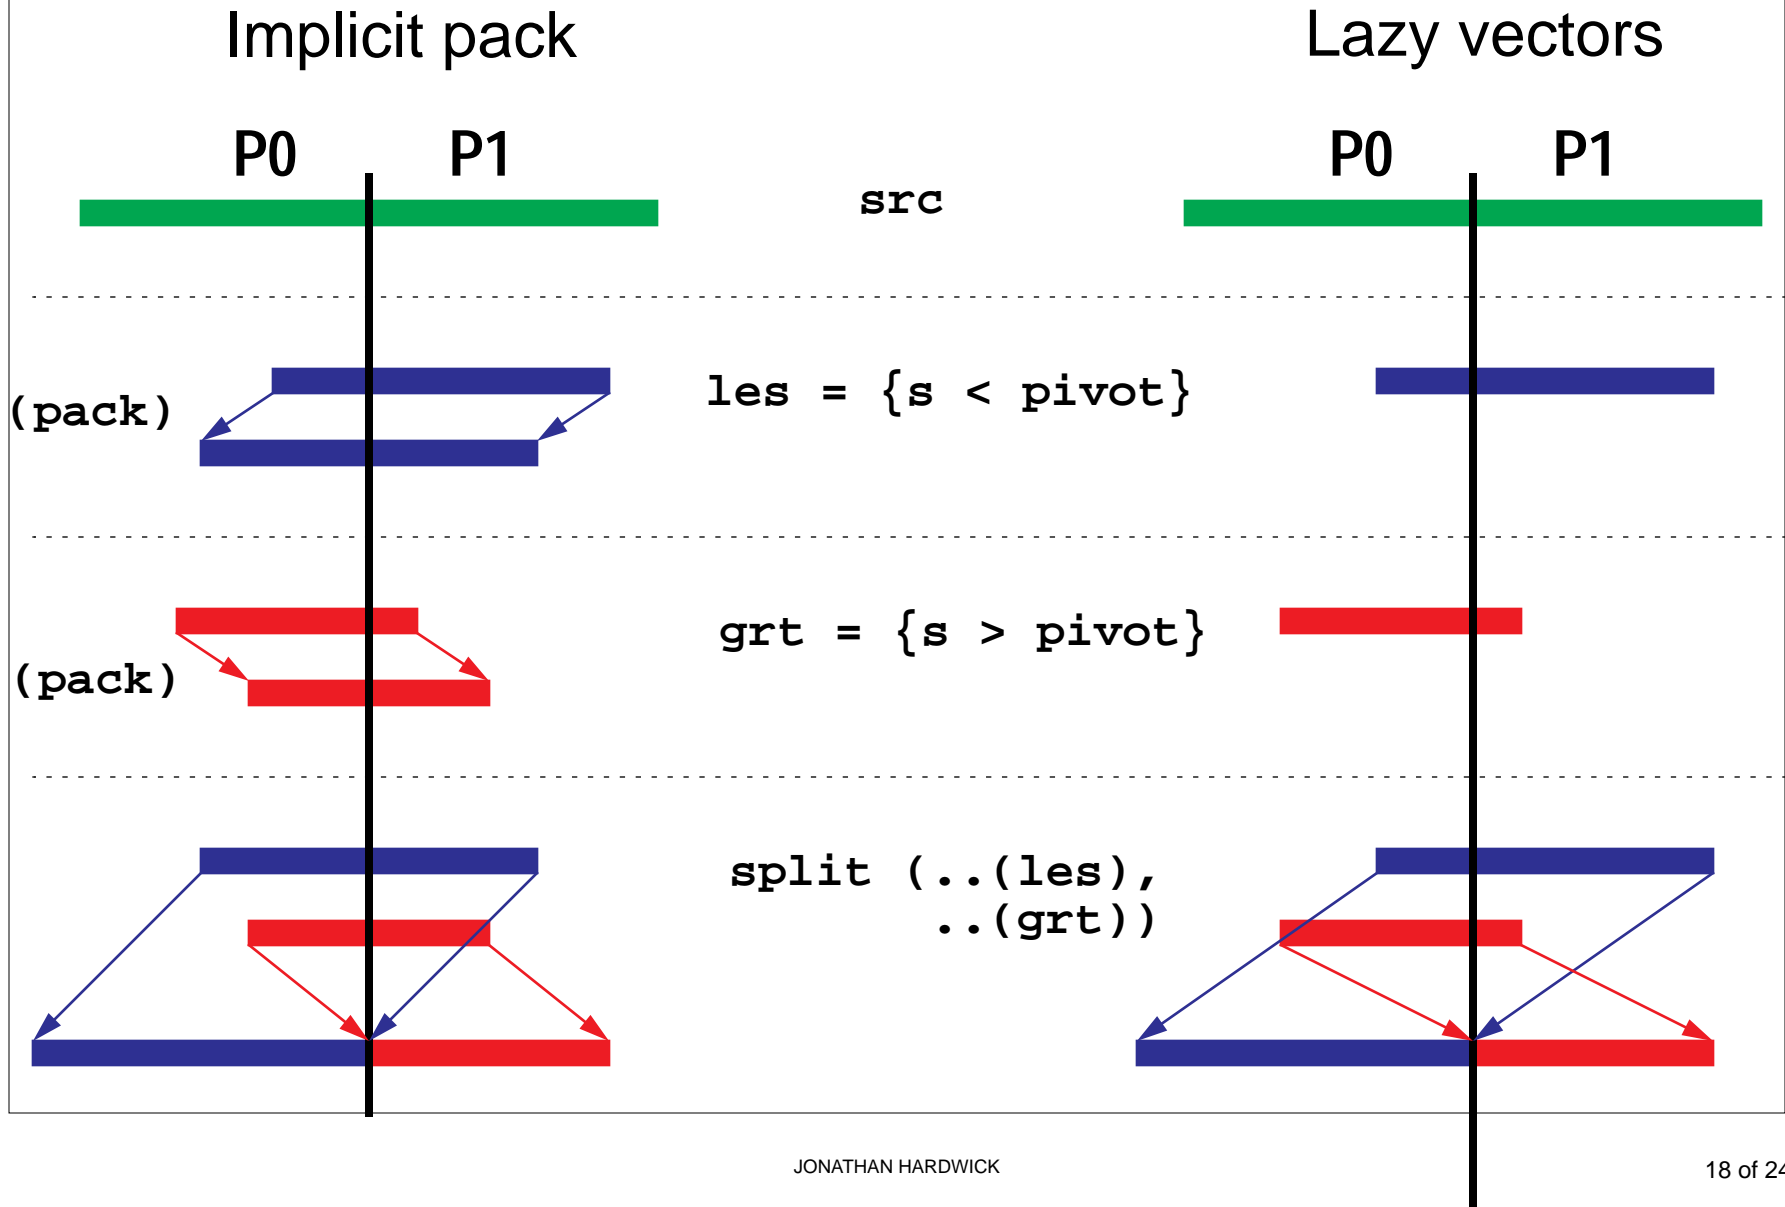 Implicit pack
Lazy vectors
P0 P1
P0 P1
src
(pack)
les = {s < pivot}
(pack)
grt = {s > pivot}
split (..(les),
..(grt))
JONATHAN HARDWICK
18 of 24